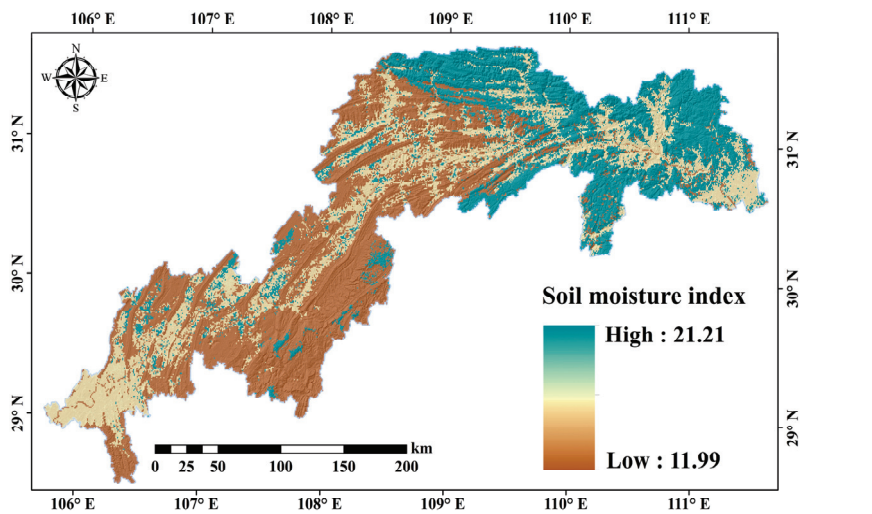 106° E 107° E 108° E 109° E 110° E 111° E
N
W E
S
31° N
31° N
30° N
30° N
29° N
29° N
Soil moisture index
High : 21.21
Low : 11.99
km
0 25 50 100 150 200
106° E 107° E 108° E 109° E 110° E 111° E